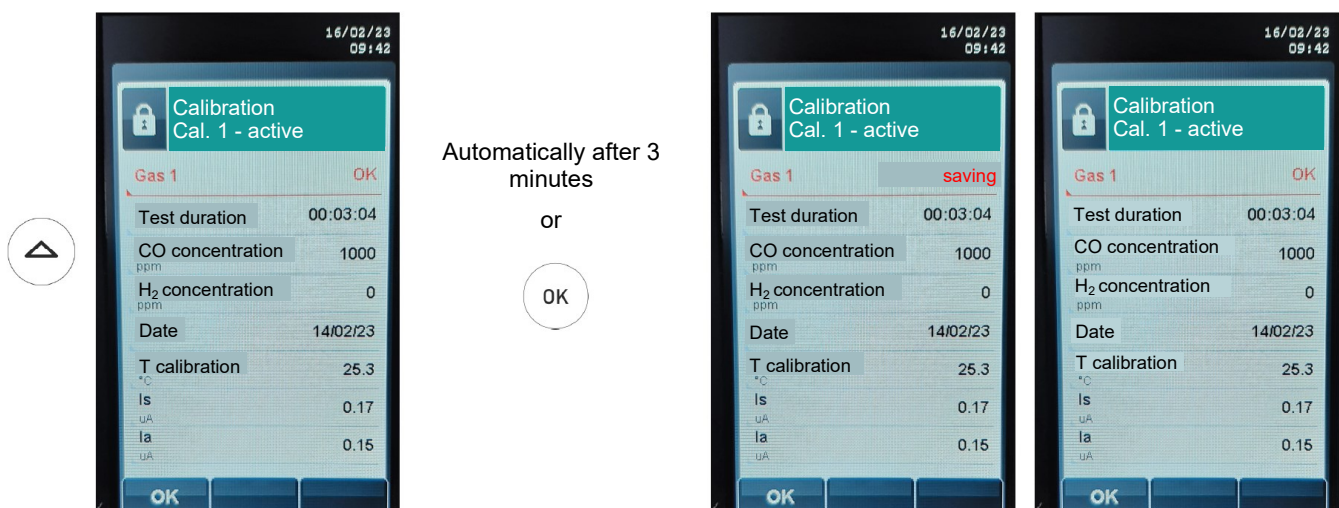 16/02/23
09:42
Calibration
Cal. 1 - active
Gas 1 OK
Test duration 00:03:04
CO concentration 1000
ppm
H₂ concentration 0
ppm
Date 14/02/23
T calibration 25.3
°C
Is 0.17
uA
Ia 0.15
uA
OK
Automatically after 3
minutes
or
OK
16/02/23
09:42
Calibration
Cal. 1 - active
Gas 1 saving
Test duration 00:03:04
CO concentration 1000
ppm
H₂ concentration 0
ppm
Date 14/02/23
T calibration 25.3
°C
Is 0.17
uA
Ia 0.15
uA
OK
16/02/23
09:42
Calibration
Cal. 1 - active
Gas 1 OK
Test duration 00:03:04
CO concentration 1000
ppm
H₂ concentration 0
ppm
Date 14/02/23
T calibration 25.3
°C
Is 0.17
uA
Ia 0.15
uA
OK